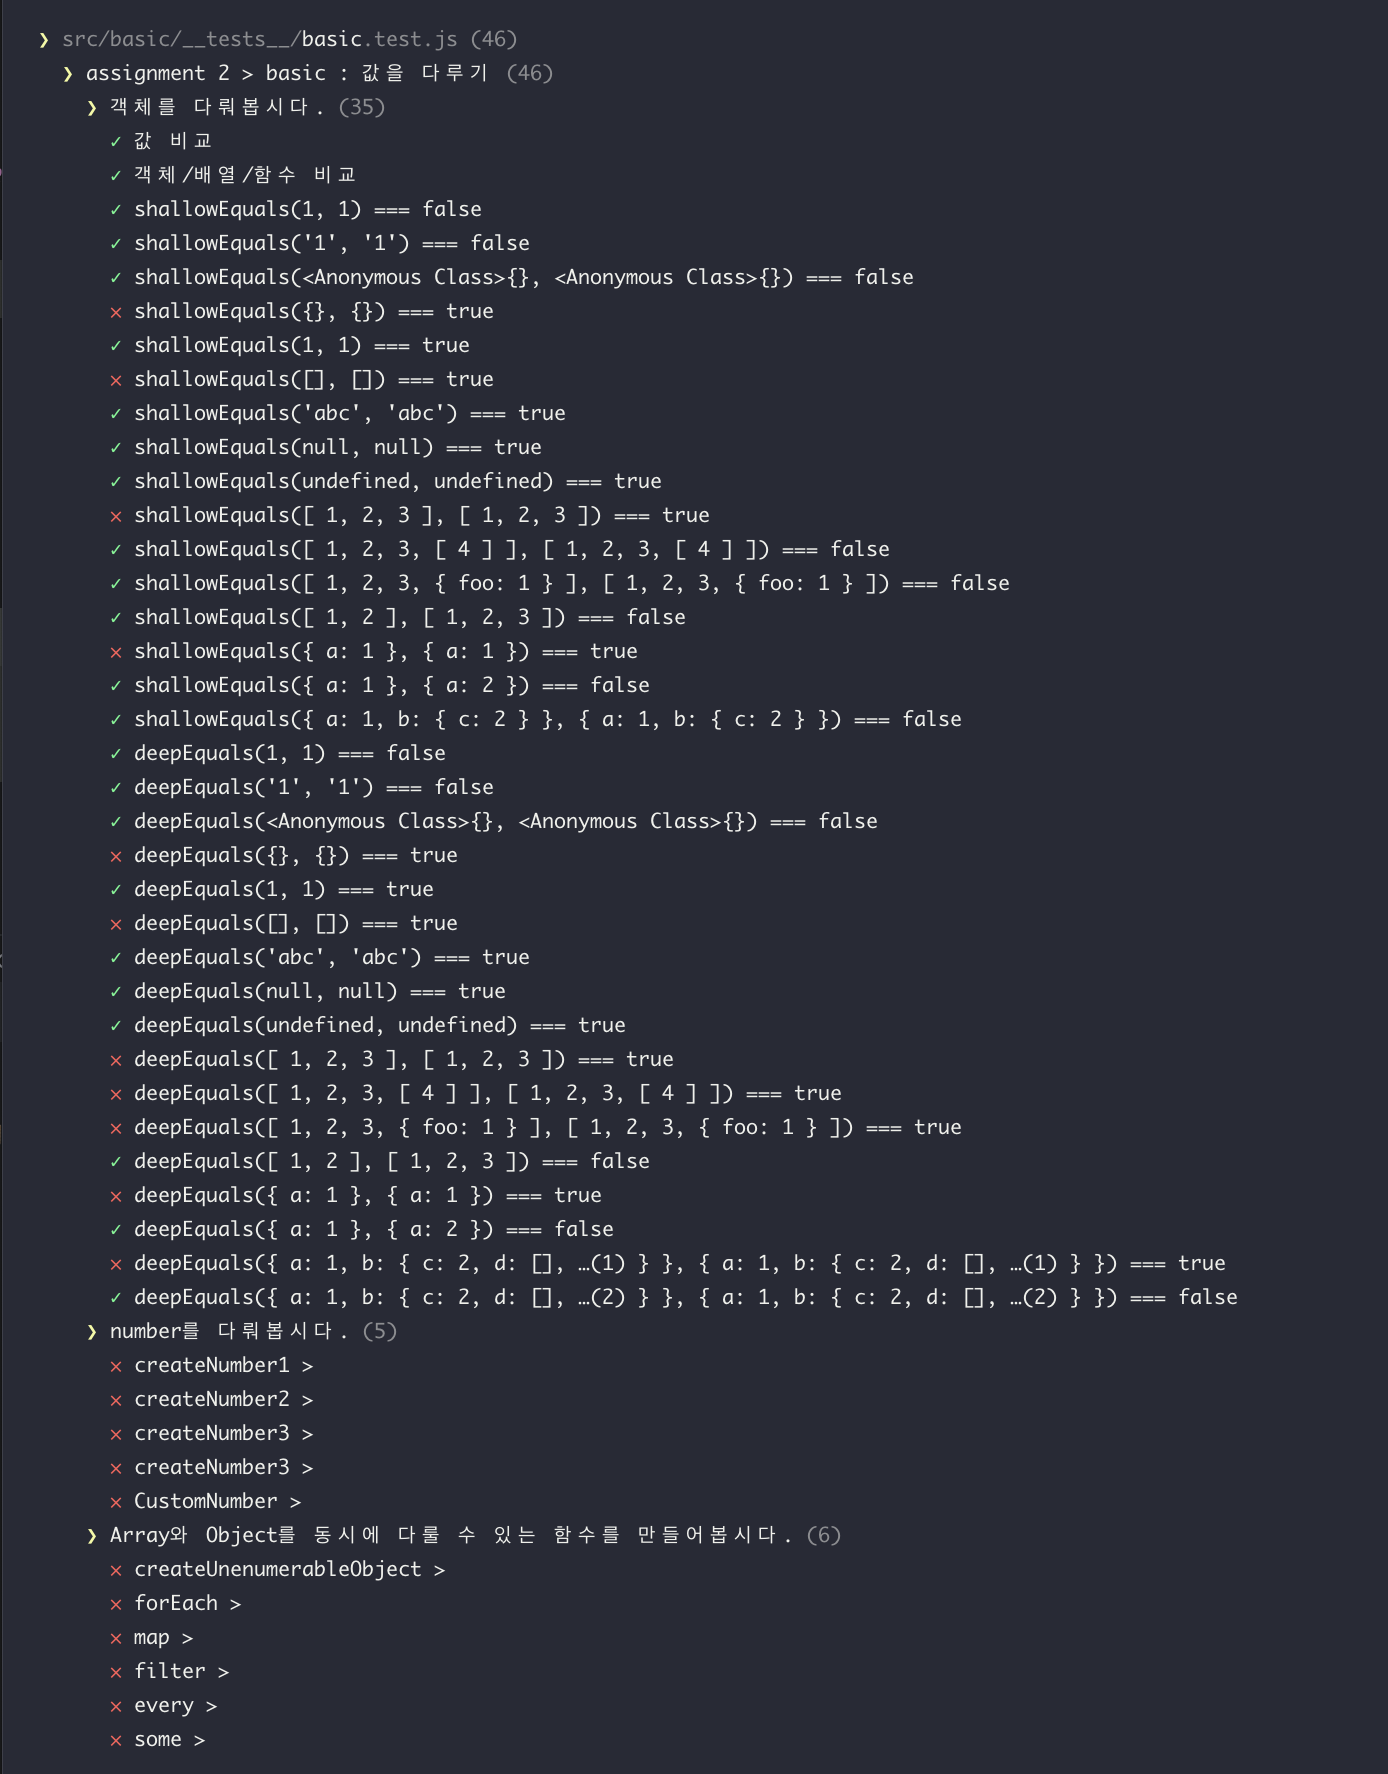 ❯ src/basic/__tests__/basic.test.js (46)
❯ assignment 2 > basic : 값을 다루기 (46)
❯ 객체를 다뤄봅시다. (35)
✓ 값 비교
✓ 객체/배열/함수 비교
✓ shallowEquals(1, 1) === false
✓ shallowEquals('1', '1') === false
✓ shallowEquals(<Anonymous Class>{}, <Anonymous Class>{}) === false
× shallowEquals({}, {}) === true
✓ shallowEquals(1, 1) === true
× shallowEquals([], []) === true
✓ shallowEquals('abc', 'abc') === true
✓ shallowEquals(null, null) === true
✓ shallowEquals(undefined, undefined) === true
× shallowEquals([ 1, 2, 3 ], [ 1, 2, 3 ]) === true
✓ shallowEquals([ 1, 2, 3, [ 4 ] ], [ 1, 2, 3, [ 4 ] ]) === false
✓ shallowEquals([ 1, 2, 3, { foo: 1 } ], [ 1, 2, 3, { foo: 1 } ]) === false
✓ shallowEquals([ 1, 2 ], [ 1, 2, 3 ]) === false
× shallowEquals({ a: 1 }, { a: 1 }) === true
✓ shallowEquals({ a: 1 }, { a: 2 }) === false
✓ shallowEquals({ a: 1, b: { c: 2 } }, { a: 1, b: { c: 2 } }) === false
✓ deepEquals(1, 1) === false
✓ deepEquals('1', '1') === false
✓ deepEquals(<Anonymous Class>{}, <Anonymous Class>{}) === false
× deepEquals({}, {}) === true
✓ deepEquals(1, 1) === true
× deepEquals([], []) === true
✓ deepEquals('abc', 'abc') === true
✓ deepEquals(null, null) === true
✓ deepEquals(undefined, undefined) === true
× deepEquals([ 1, 2, 3 ], [ 1, 2, 3 ]) === true
× deepEquals([ 1, 2, 3, [ 4 ] ], [ 1, 2, 3, [ 4 ] ]) === true
× deepEquals([ 1, 2, 3, { foo: 1 } ], [ 1, 2, 3, { foo: 1 } ]) === true
✓ deepEquals([ 1, 2 ], [ 1, 2, 3 ]) === false
× deepEquals({ a: 1 }, { a: 1 }) === true
✓ deepEquals({ a: 1 }, { a: 2 }) === false
× deepEquals({ a: 1, b: { c: 2, d: [], …(1) } }, { a: 1, b: { c: 2, d: [], …(1) } }) === true
✓ deepEquals({ a: 1, b: { c: 2, d: [], …(2) } }, { a: 1, b: { c: 2, d: [], …(2) } }) === false
❯ number를 다뤄봅시다. (5)
× createNumber1 >
× createNumber2 >
× createNumber3 >
× createNumber3 >
× CustomNumber >
❯ Array와 Object를 동시에 다룰 수 있는 함수를 만들어봅시다. (6)
× createUnenumerableObject >
× forEach >
× map >
× filter >
× every >
× some >